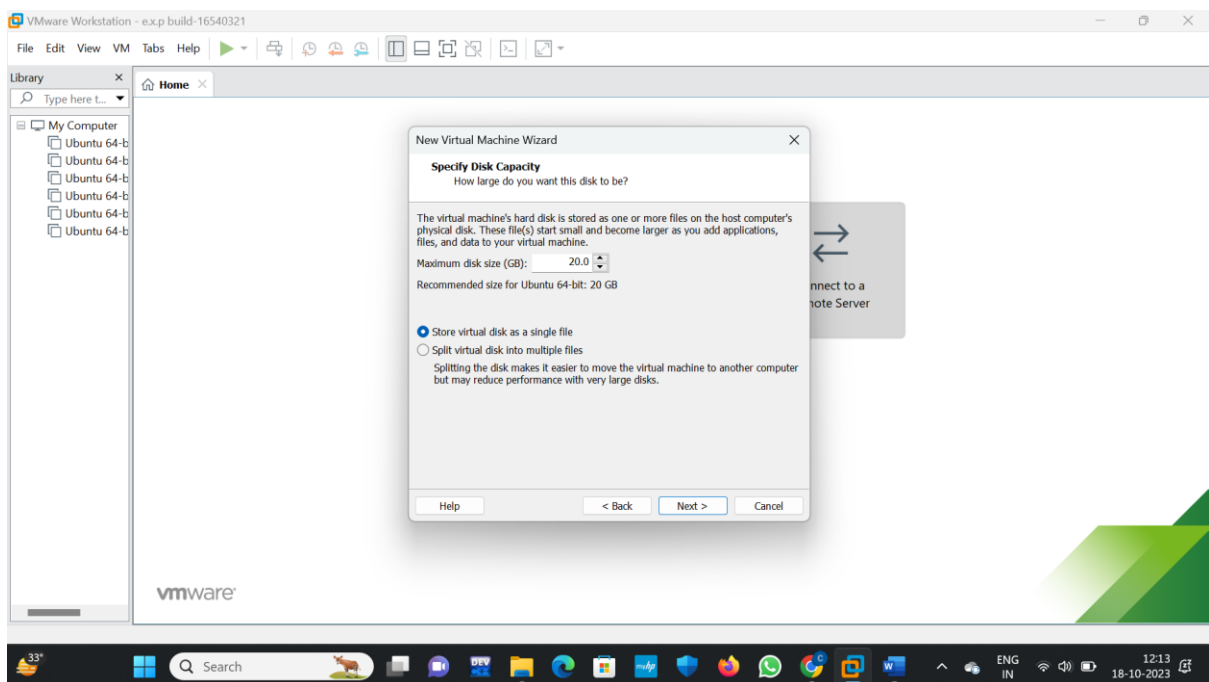 VMware Workstation - e.x.p build-16540321
File Edit View VM Tabs Help
Library
Home
Type here t...
My Computer
Ubuntu 64-b
Ubuntu 64-b
Ubuntu 64-b
Ubuntu 64-b
Ubuntu 64-b
Ubuntu 64-b
New Virtual Machine Wizard
Specify Disk Capacity
How large do you want this disk to be?
The virtual machine's hard disk is stored as one or more files on the host computer's
physical disk. These file(s) start small and become larger as you add applications,
files, and data to your virtual machine.
Maximum disk size (GB): 20.0
Recommended size for Ubuntu 64-bit: 20 GB
Store virtual disk as a single file
Split virtual disk into multiple files
Splitting the disk makes it easier to move the virtual machine to another computer
but may reduce performance with very large disks.
Help < Back Next > Cancel
nnect to a
note Server
vmware
33°
Search
DEV
myhp
W
ENG
IN
12:13
18-10-2023